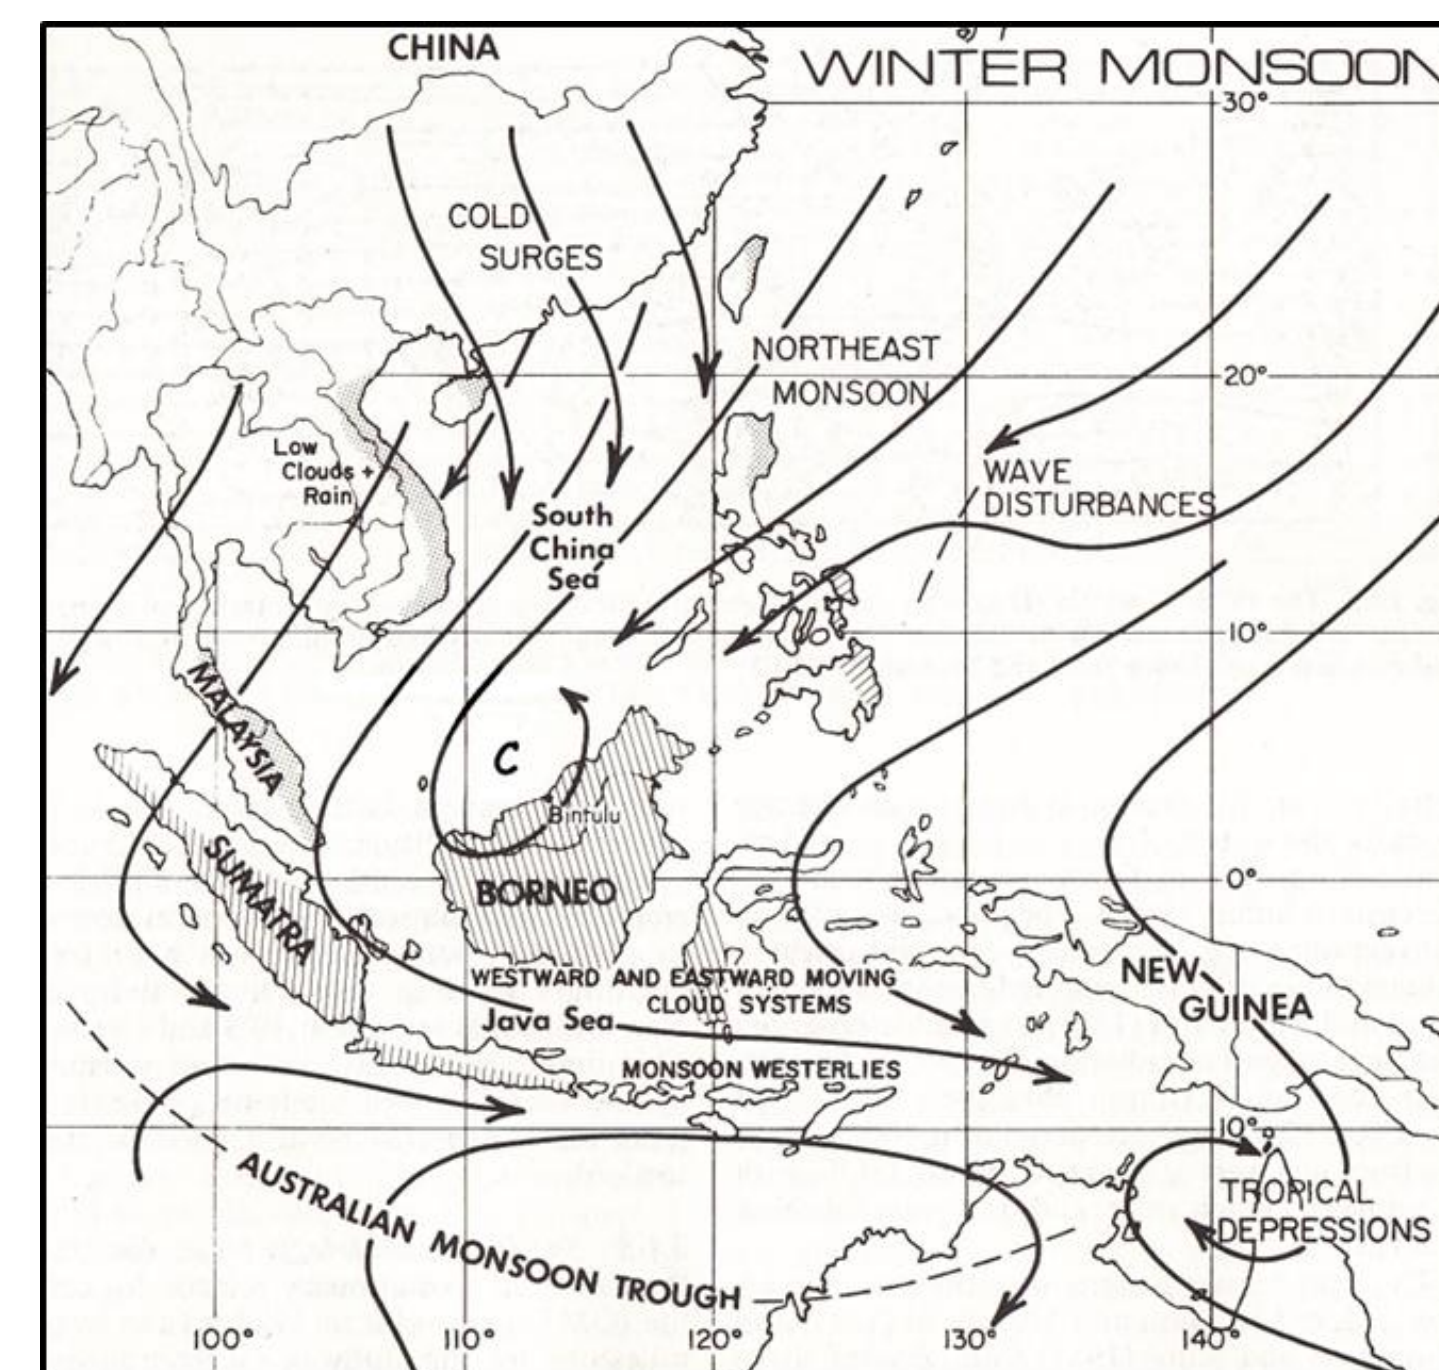 CHINA
WINTER MONSOON
30°
COLD
SURGES
NORTHEAST
MONSOON
20°
Low
Clouds +
Rain
WAVE
DISTURBANCES
South
China
Sea
10°
MALAYSIA
C
Bintulu
SUMATRA
BORNEO
0°
WESTWARD AND EASTWARD MOVING
CLOUD SYSTEMS
NEW
GUINEA
Java Sea
MONSOON WESTERLIES
10°
AUSTRALIAN MONSOON TROUGH
TROPICAL
DEPRESSIONS
100°
110°
120°
130°
140°